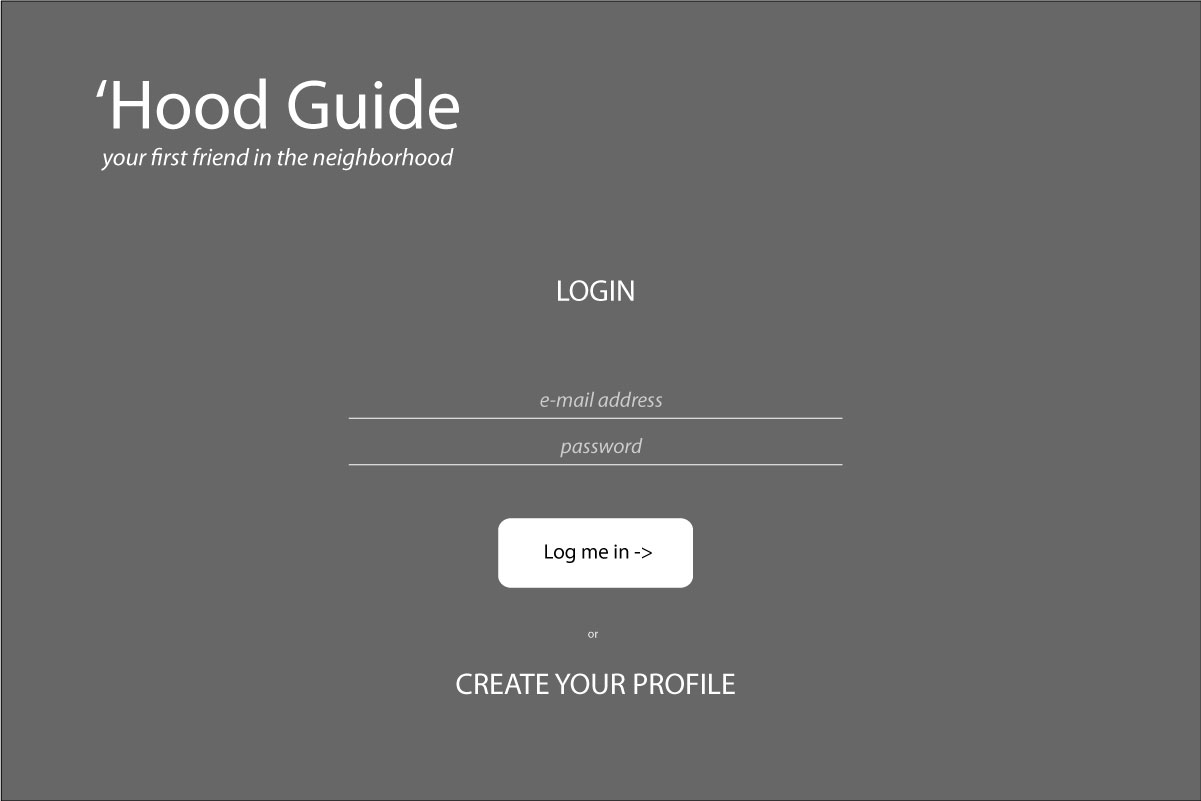 ‘Hood Guide
your first friend in the neighborhood
LOGIN
e-mail address
password
Log me in ->
or
CREATE YOUR PROFILE